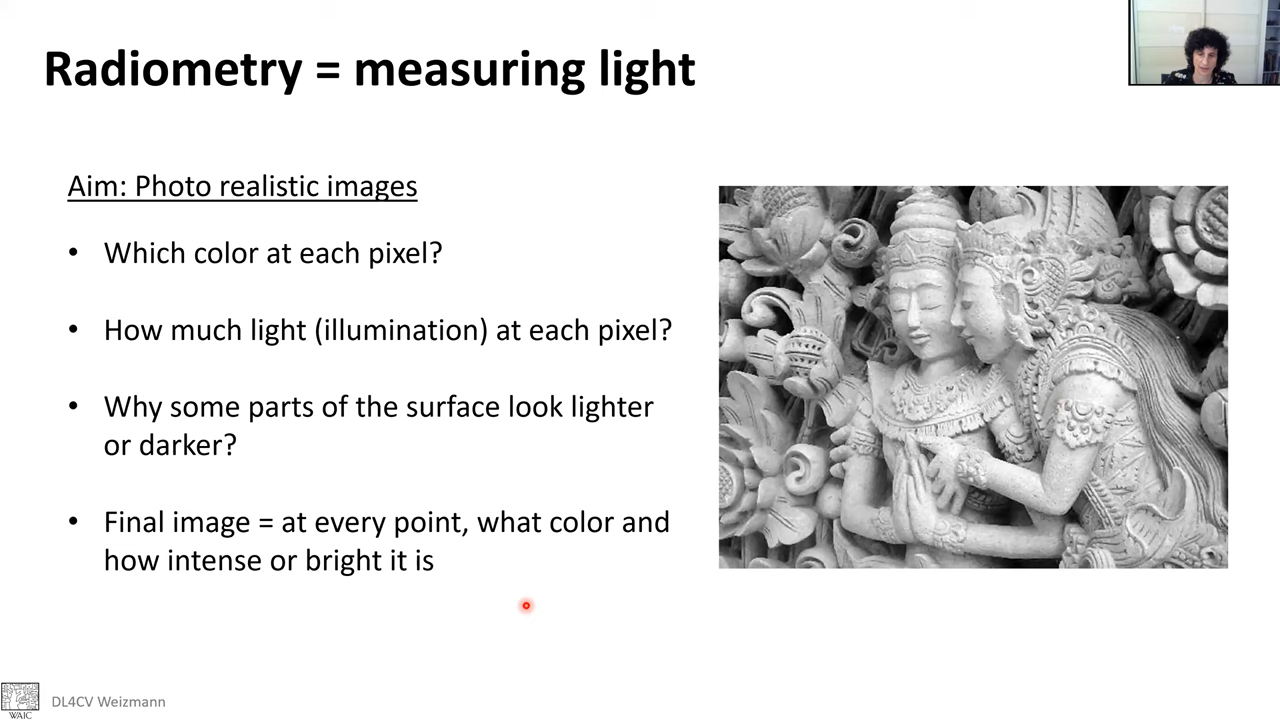 Radiometry = measuring light
Aim: Photo realistic images
• Which color at each pixel?
• How much light (illumination) at each pixel?
• Why some parts of the surface look lighter
or darker?
• Final image = at every point, what color and
how intense or bright it is
WAIC
DL4CV Weizmann